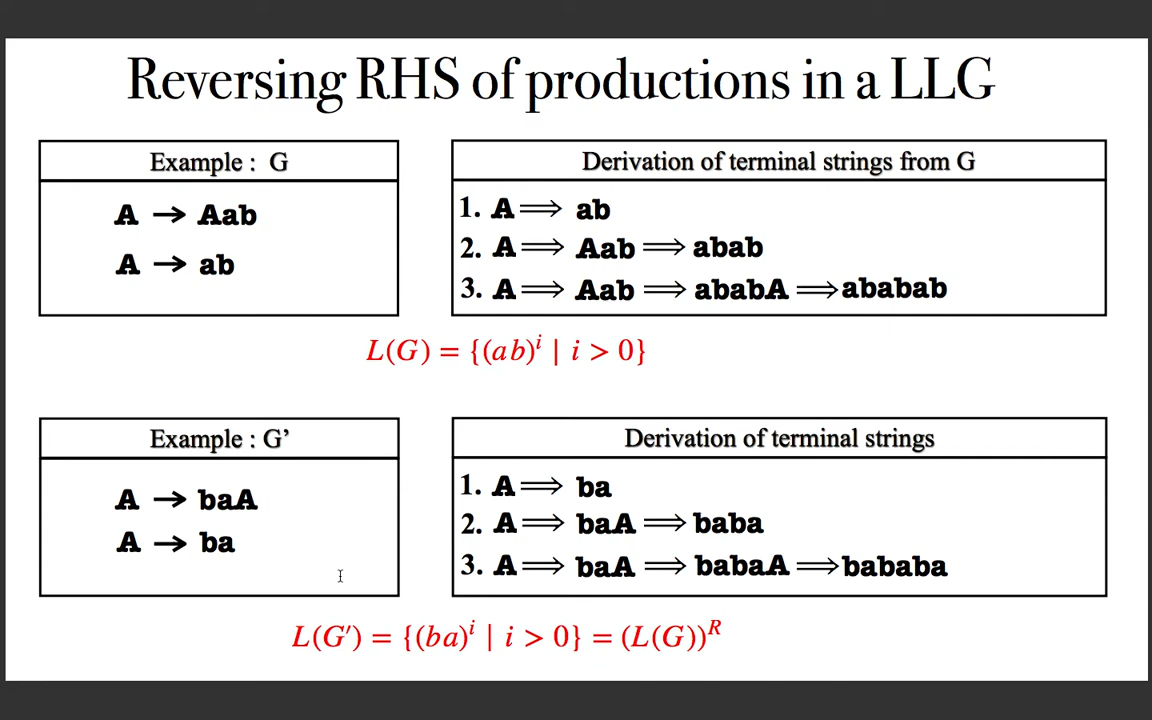 Reversing RHS of productions in a LLG
Example : G
A → Aab
A → ab
Derivation of terminal strings from G
1. A ⟹ ab
2. A ⟹ Aab ⟹ abab
3. A ⟹ Aab ⟹ ababA ⟹ ababab
L(G) = {(ab)^i | i > 0}
Example : G’
A → baA
A → ba
Derivation of terminal strings
1. A ⟹ ba
2. A ⟹ baA ⟹ baba
3. A ⟹ baA ⟹ babaA ⟹ bababa
L(G′) = {(ba)^i | i > 0} = (L(G))^R